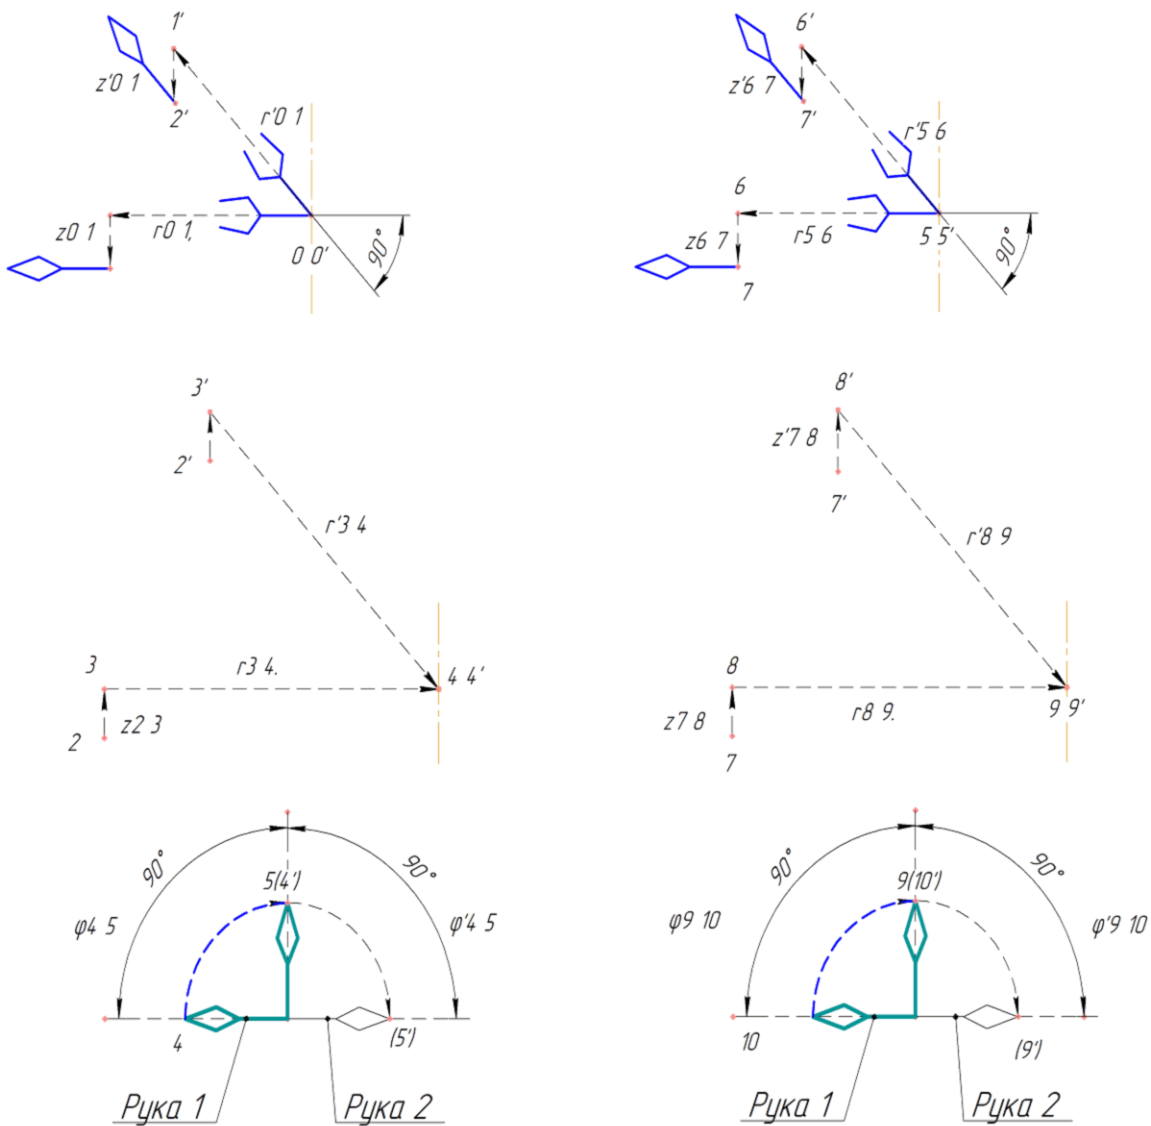 1'
z'0 1
2'
r'0 1
z0 1
r0 1,
0 0'
90°
6'
z'6 7
7'
r'5 6
6
z6 7
r5 6
5 5'
90°
7
3'
2'
r'3 4
3
r3 4.
4 4'
z2 3
2
8'
z'7 8
7'
r'8 9
8
r8 9.
9 9'
z7 8
7
90°
90°
5(4')
φ4 5
φ'4 5
4
(5')
Рука 1
Рука 2
90°
90°
9(10')
φ9 10
φ'9 10
10
(9')
Рука 1
Рука 2